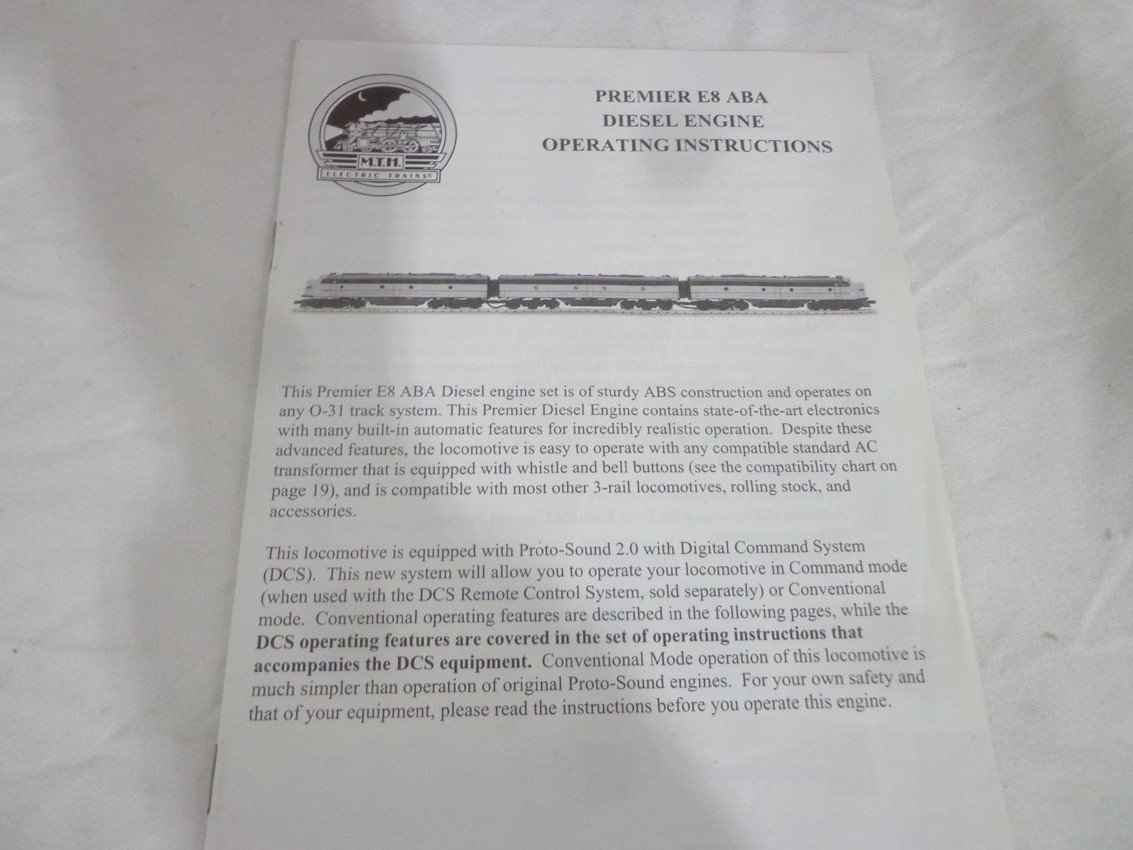 M.T.H.
ELECTRIC TRAINS®
PREMIER E8 ABA
DIESEL ENGINE
OPERATING INSTRUCTIONS
This Premier E8 ABA Diesel engine set is of sturdy ABS construction and operates on
any O-31 track system. This Premier Diesel Engine contains state-of-the-art electronics
with many built-in automatic features for incredibly realistic operation. Despite these
advanced features, the locomotive is easy to operate with any compatible standard AC
transformer that is equipped with whistle and bell buttons (see the compatibility chart on
page 19), and is compatible with most other 3-rail locomotives, rolling stock, and
accessories.
This locomotive is equipped with Proto-Sound 2.0 with Digital Command System
(DCS). This new system will allow you to operate your locomotive in Command mode
(when used with the DCS Remote Control System, sold separately) or Conventional
mode. Conventional operating features are described in the following pages, while the
DCS operating features are covered in the set of operating instructions that
accompanies the DCS equipment. Conventional Mode operation of this locomotive is
much simpler than operation of original Proto-Sound engines. For your own safety and
that of your equipment, please read the instructions before you operate this engine.